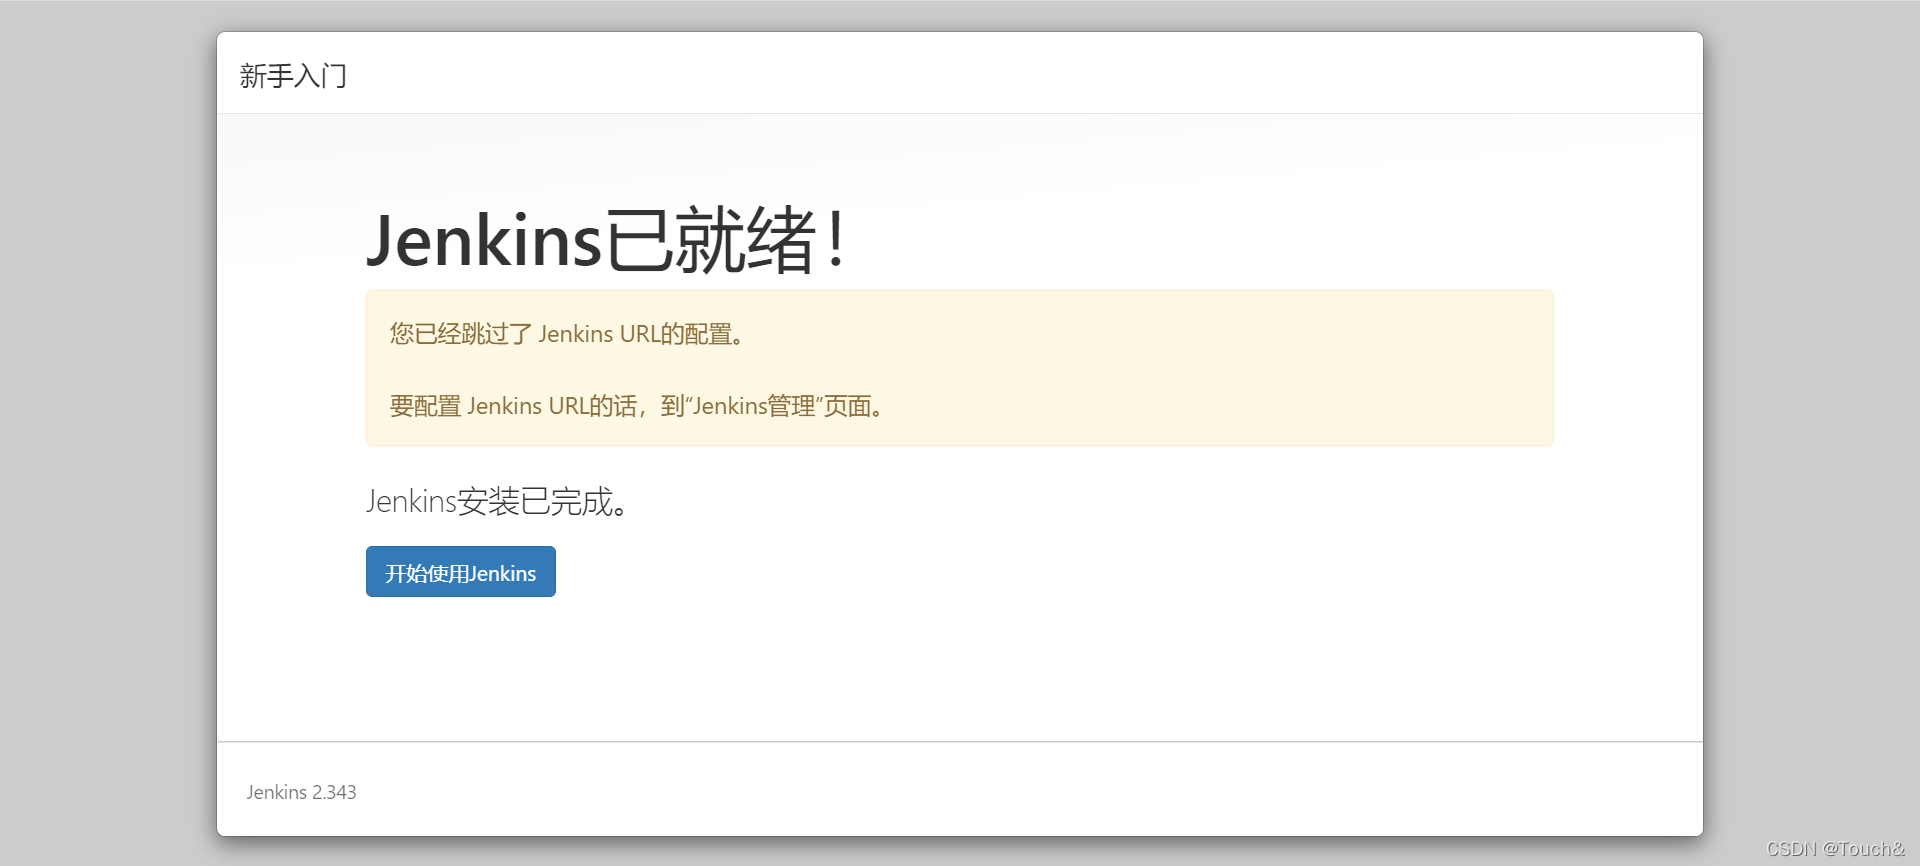 新手入门
Jenkins已就绪！
您已经跳过了 Jenkins URL的配置。
要配置 Jenkins URL的话，到“Jenkins管理”页面。
Jenkins安装已完成。
开始使用Jenkins
Jenkins 2.343
CSDN @Touch&